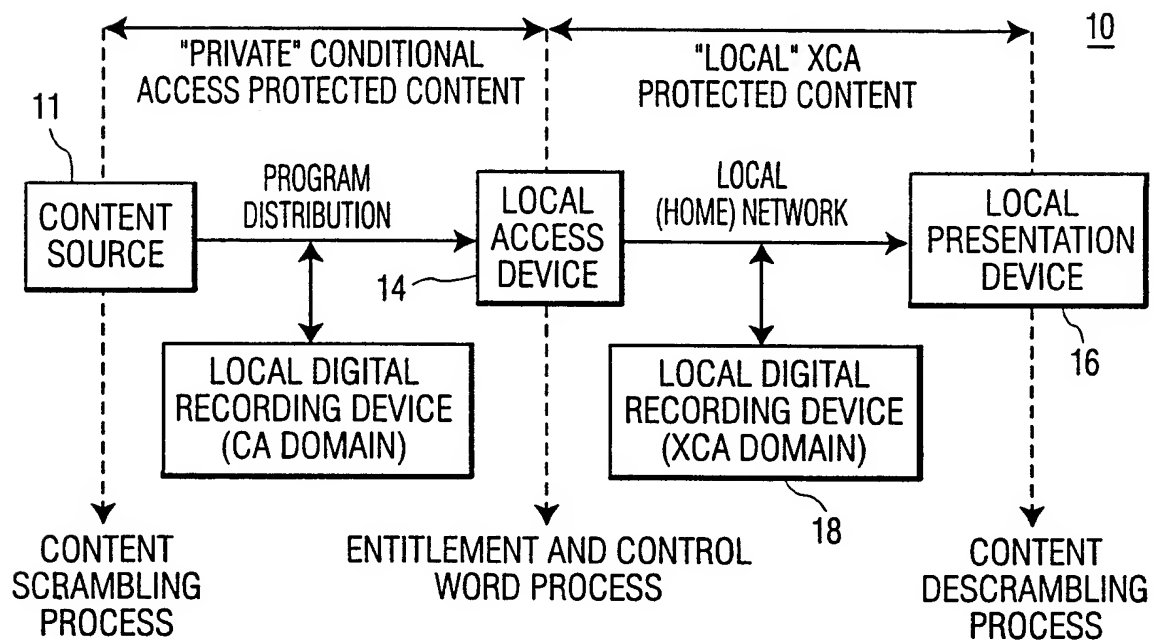 10
"PRIVATE" CONDITIONAL
ACCESS PROTECTED CONTENT
"LOCAL" XCA
PROTECTED CONTENT
11
CONTENT
SOURCE
PROGRAM
DISTRIBUTION
14
LOCAL
ACCESS
DEVICE
LOCAL
(HOME) NETWORK
LOCAL
PRESENTATION
DEVICE
16
LOCAL DIGITAL
RECORDING DEVICE
(CA DOMAIN)
LOCAL DIGITAL
RECORDING DEVICE
(XCA DOMAIN)
18
CONTENT
SCRAMBLING
PROCESS
ENTITLEMENT AND CONTROL
WORD PROCESS
CONTENT
DESCRAMBLING
PROCESS